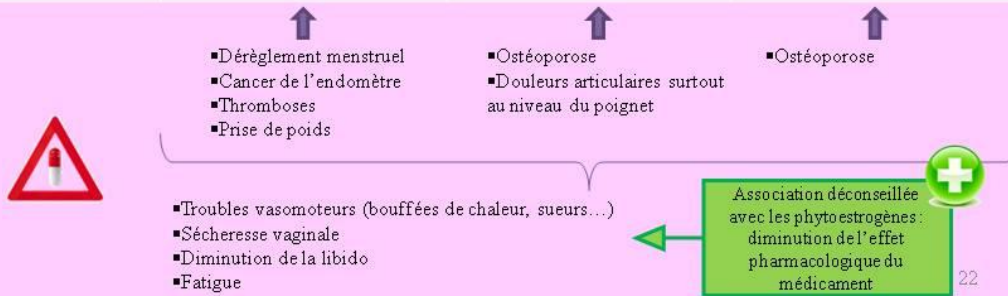 ▪Dérèglement menstruel
▪Cancer de l'endomètre
▪Thromboses
▪Prise de poids
▪Ostéoporose
▪Douleurs articulaires surtout
au niveau du poignet
▪Ostéoporose
▪Troubles vasomoteurs (bouffées de chaleur, sueurs…)
▪Sécheresse vaginale
▪Diminution de la libido
▪Fatigue
Association déconseillée
avec les phytoestrogènes :
diminution de l'effet
pharmacologique du
médicament
22